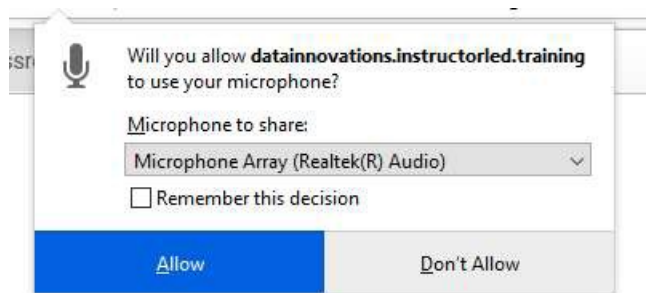 Will you allow datainnovations.instructorled.training
to use your microphone?
Microphone to share:
Microphone Array (Realtek(R) Audio)
Remember this decision
Allow
Don't Allow